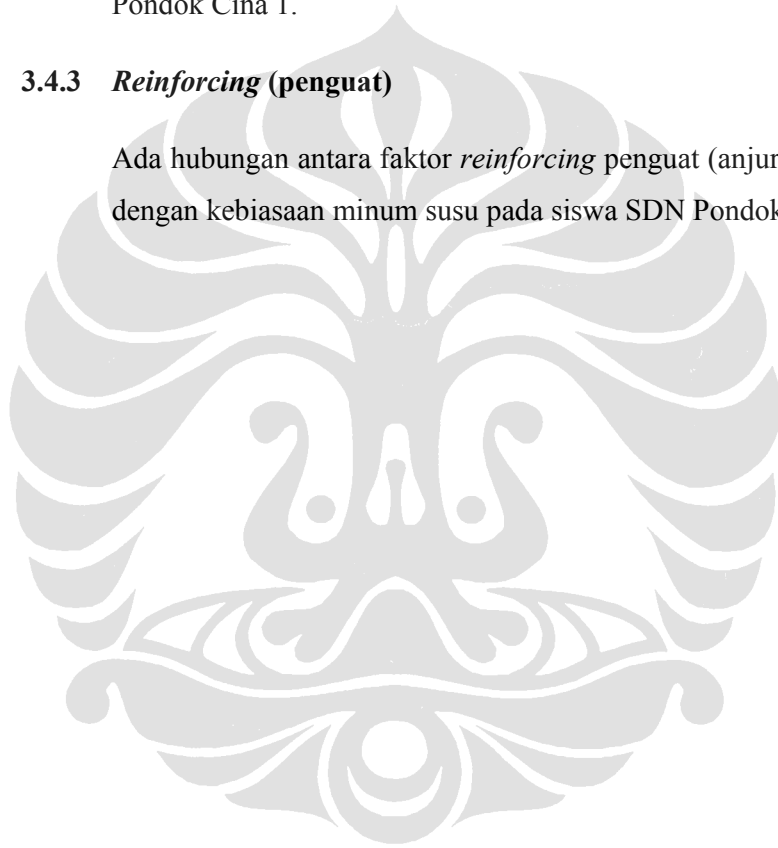 Pondok Cina 1.
3.4.3 Reinforcing (penguat)
Ada hubungan antara faktor reinforcing penguat (anjur
dengan kebiasaan minum susu pada siswa SDN Pondok